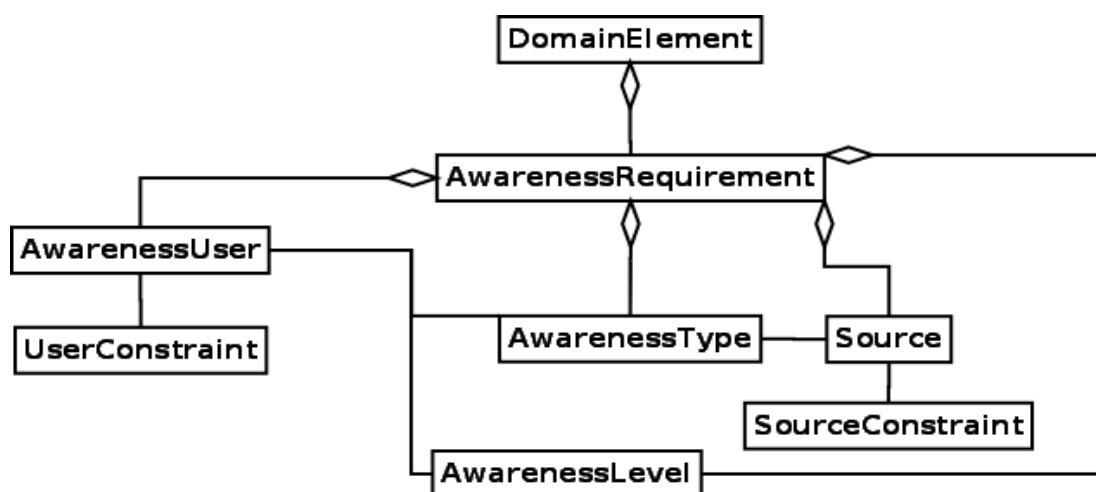 DomainElement
AwarenessRequirement
AwarenessUser
UserConstraint
AwarenessType
Source
SourceConstraint
AwarenessLevel